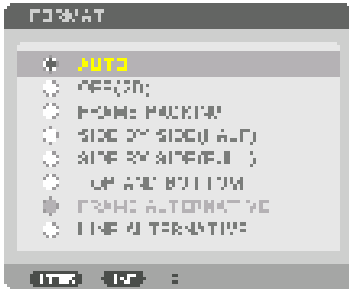 FORMAT
AUTO
OFF(2D)
FRAME PACKING
SIDE BY SIDE(HALF)
SIDE BY SIDE(FULL)
TOP AND BOTTOM
FRAME ALTERNATIVE
LINE ALTERNATIVE
ENTER EXIT